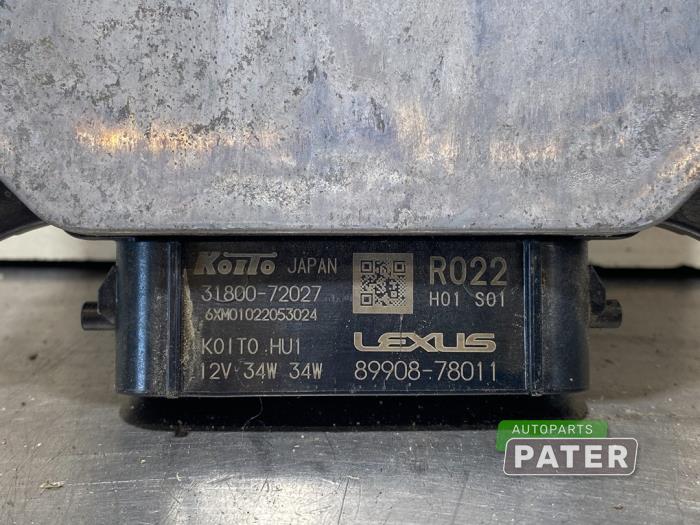 KOITO JAPAN
R022
31800-72027
H01 S01
6XM01022053024
KOITO HU1
LEXUS
12V 34W 34W
89908-78011
AUTOPARTS
PATER